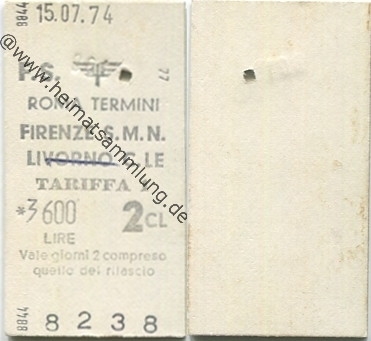 8844
15.07.74
F.S.
77
ROMA TERMINI
FIRENZE S.M.N.
LIVORNO C.LE
TARIFFA
*3600
2CL
LIRE
Vale giorni 2 compreso
quello del rilascio
8844
8238
@www.heimatsammlung.de